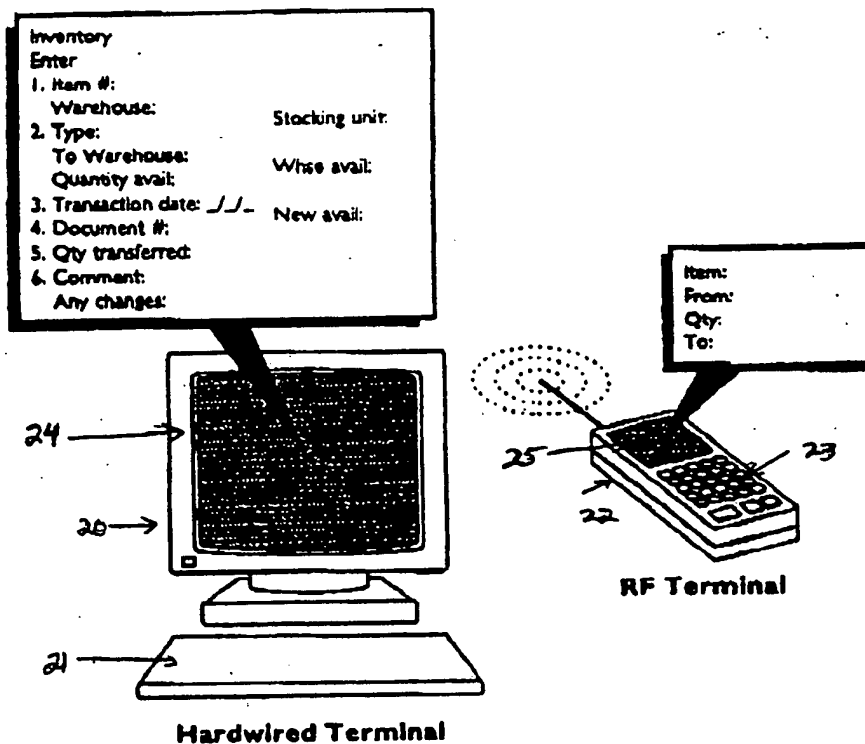 Inventory
Enter
1. Item #:
Warehouse:
Stocking unit:
2. Type:
To Warehouse:
Whse avail:
Quantity avail:
3. Transaction date: _/_/_
New avail:
4. Document #:
5. Qty transferred:
6. Comment:
Any changes:
Item:
From:
Qty:
To:
24
25
23
20
22
RF Terminal
21
Hardwired Terminal